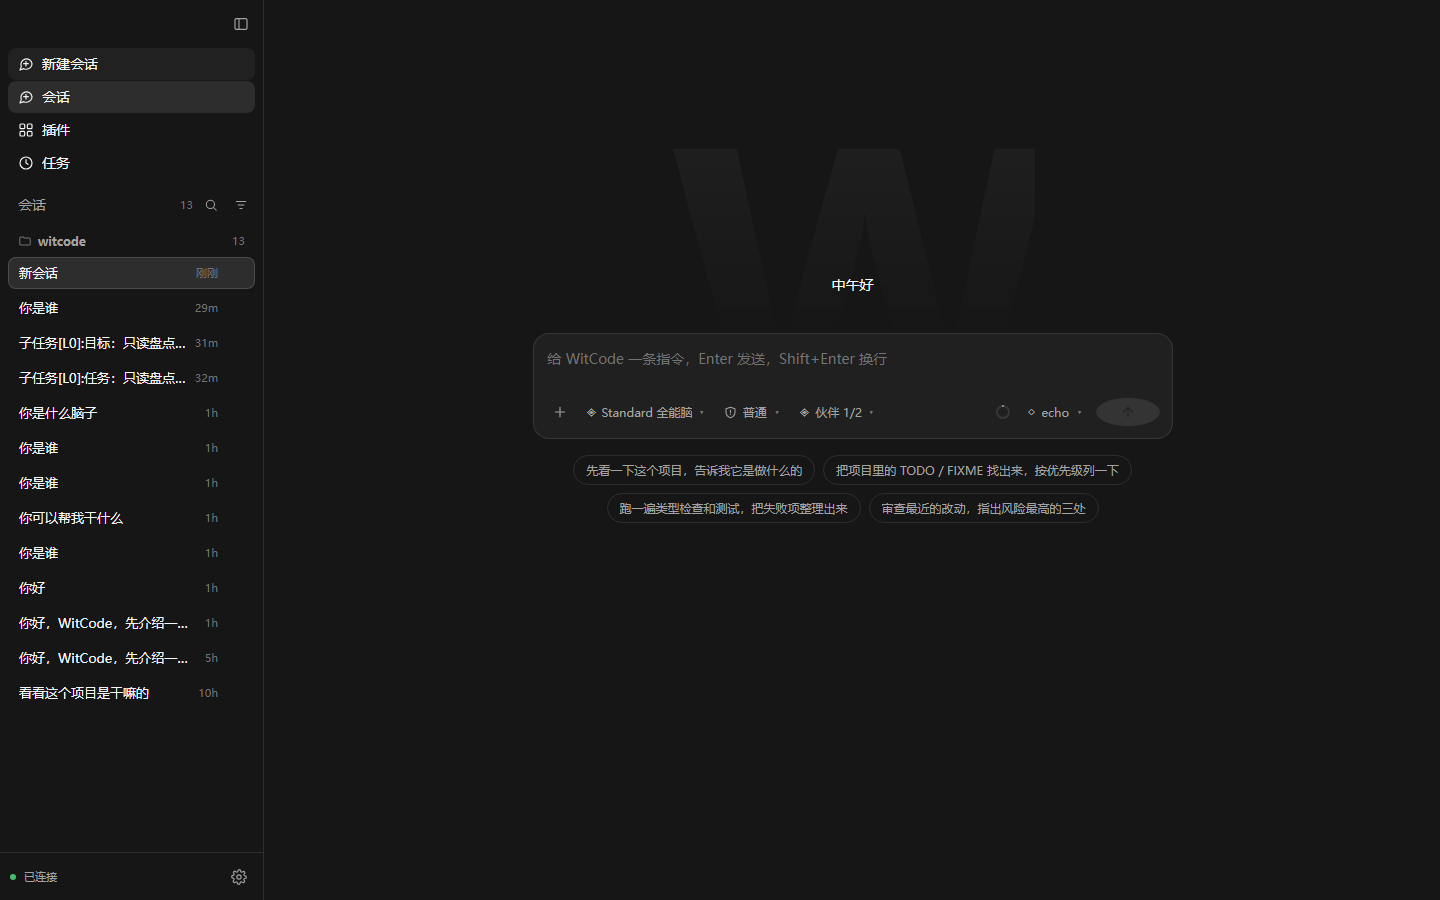 新建会话
会话
插件
任务
会话 13
witcode 13
新会话 刚刚
你是谁 29m
子任务[L0]:目标：只读盘点... 31m
子任务[L0]:任务：只读盘点... 32m
你是什么脑子 1h
你是谁 1h
你是谁 1h
你可以帮我干什么 1h
你是谁 1h
你好 1h
你好，WitCode，先介绍一... 1h
你好，WitCode，先介绍一... 5h
看看这个项目是干嘛的 10h
已连接
W
中午好
给 WitCode 一条指令，Enter 发送，Shift+Enter 换行
Standard 全能脑 普通 伙伴 1/2 echo
先看一下这个项目，告诉我它是做什么的 把项目里的 TODO / FIXME 找出来，按优先级列一下
跑一遍类型检查和测试，把失败项整理出来 审查最近的改动，指出风险最高的三处